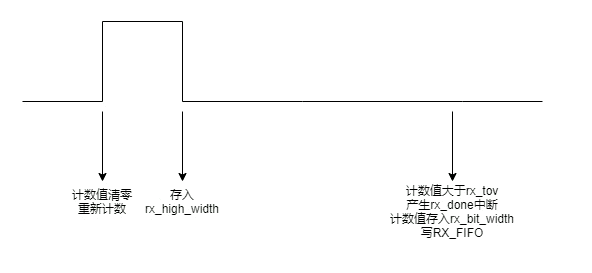 计数值清零
重新计数
存入
rx_high_width
计数值大于rx_tov
产生rx_done中断
计数值存入rx_bit_width
写RX_FIFO